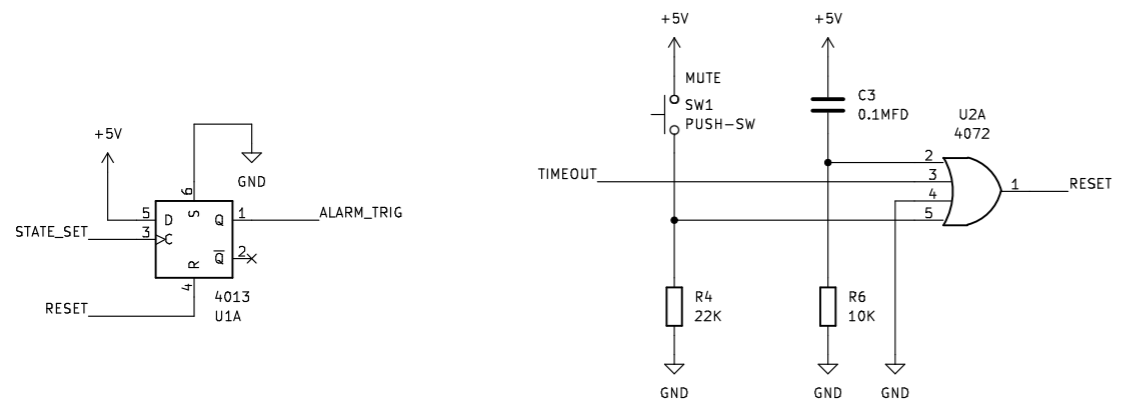 +5V
GND
6
S
5
D
Q
1
ALARM_TRIG
STATE_SET
3
C
Q
2
R
4
RESET
4013
U1A
+5V
+5V
MUTE
SW1
PUSH-SW
C3
0.1MFD
U2A
4072
TIMEOUT
2
3
4
5
1
RESET
R4
22K
R6
10K
GND
GND
GND